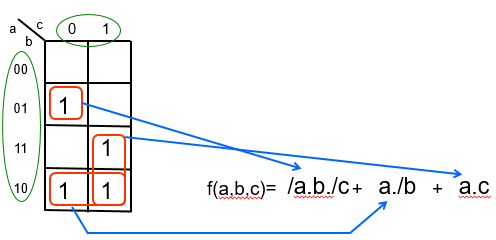 a c 0 1
b
00
01 1
11 1
10 1 1
f(a,b,c)= /a.b./c+ a./b + a.c